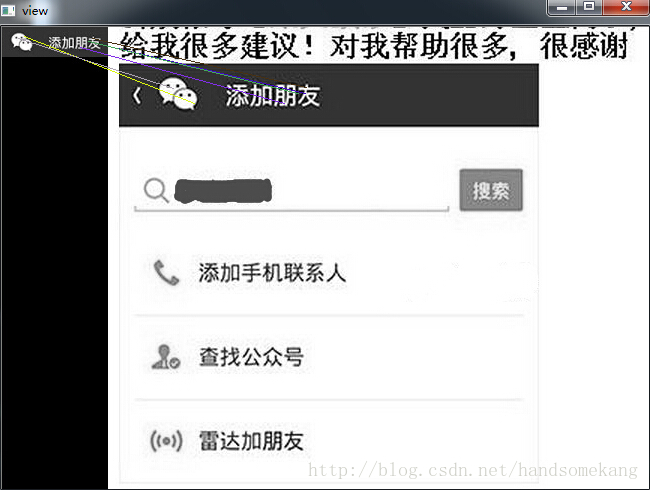 view
添加朋友
给我很多建议！对我帮助很多，很感谢
添加朋友
搜索
添加手机联系人
查找公众号
雷达加朋友
http://blog.csdn.net/handsomekang